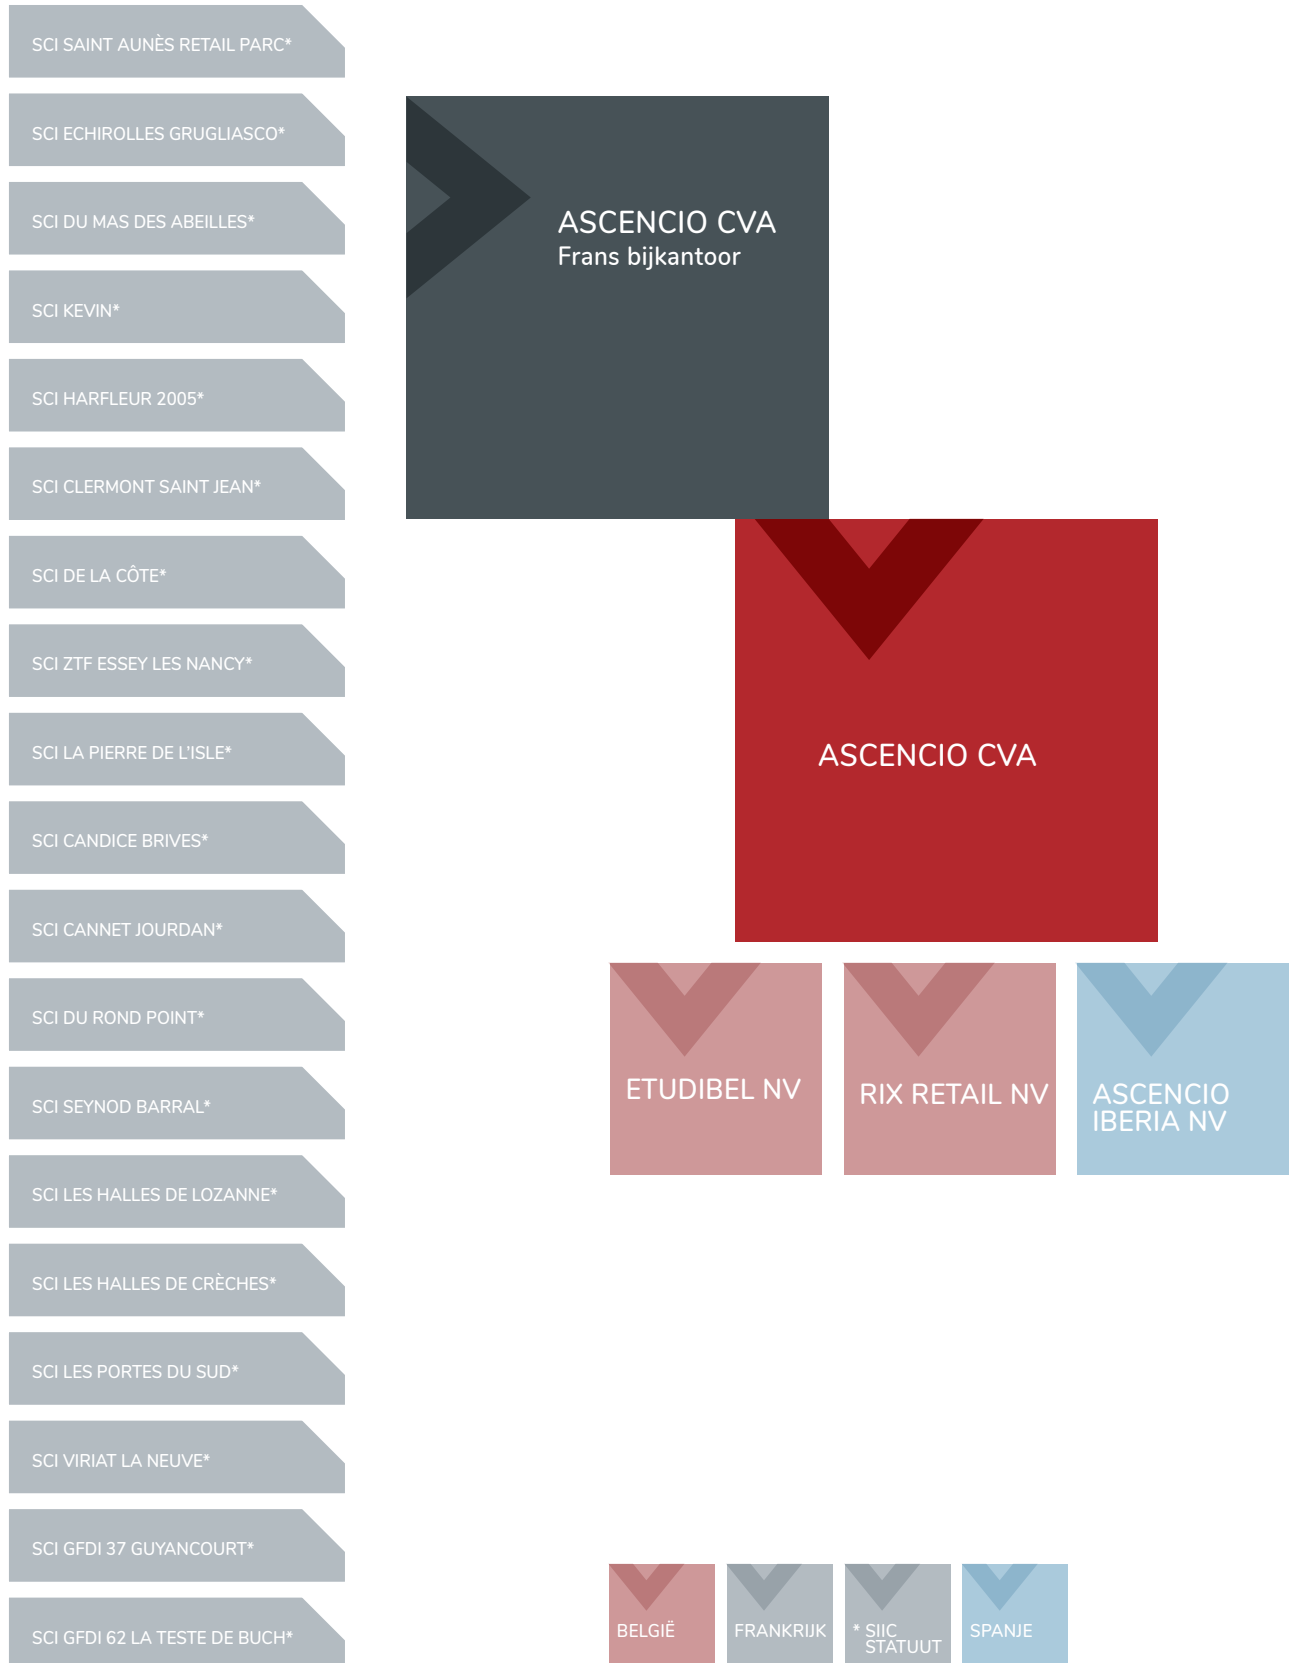 SCI SAINT AUNÈS RETAIL PARC*
SCI ECHIROLLES GRUGLIASCO*
SCI DU MAS DES ABEILLES*
SCI KEVIN*
SCI HARFLEUR 2005*
SCI CLERMONT SAINT JEAN*
SCI DE LA CÔTE*
SCI ZTF ESSEY LES NANCY*
SCI LA PIERRE DE L'ISLE*
SCI CANDICE BRIVES*
SCI CANNET JOURDAN*
SCI DU ROND POINT*
SCI SEYNOD BARRAL*
SCI LES HALLES DE LOZANNE*
SCI LES HALLES DE CRÈCHES*
SCI LES PORTES DU SUD*
SCI VIRIAT LA NEUVE*
SCI GFDI 37 GUYANCOURT*
SCI GFDI 62 LA TESTE DE BUCH*
ASCENCIO CVA
Frans bijkantoor
ASCENCIO CVA
ETUDIBEL NV
RIX RETAIL NV
ASCENCIO
IBERIA NV
BELGIË
FRANKRIJK
* SIIC
STATUUT
SPANJE